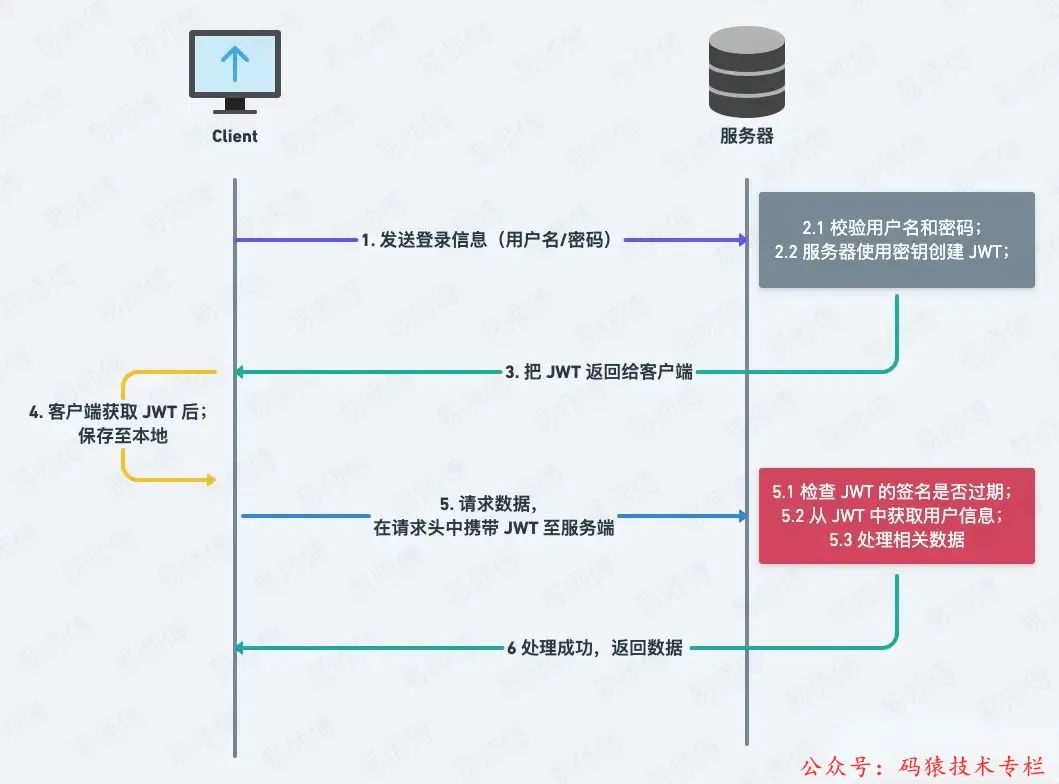 Client
服务器
1. 发送登录信息（用户名/密码）
2.1 校验用户名和密码；
2.2 服务器使用密钥创建 JWT；
3. 把 JWT 返回给客户端
4. 客户端获取 JWT 后；
保存至本地
5. 请求数据，
在请求头中携带 JWT 至服务端
5.1 检查 JWT 的签名是否过期；
5.2 从 JWT 中获取用户信息；
5.3 处理相关数据
6 处理成功，返回数据
公众号：码猿技术专栏
易师傅